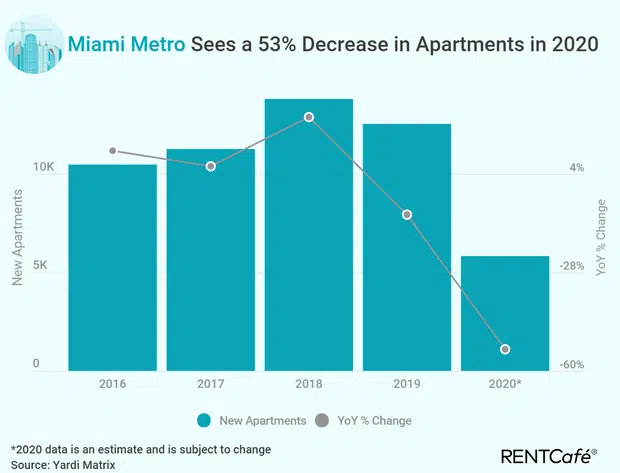 Miami Metro Sees a 53% Decrease in Apartments in 2020
10K
5K
0
New Apartments
4%
-28%
-60%
YoY % Change
2016 2017 2018 2019 2020*
New Apartments YoY % Change
*2020 data is an estimate and is subject to change
Source: Yardi Matrix
RENTCafé®